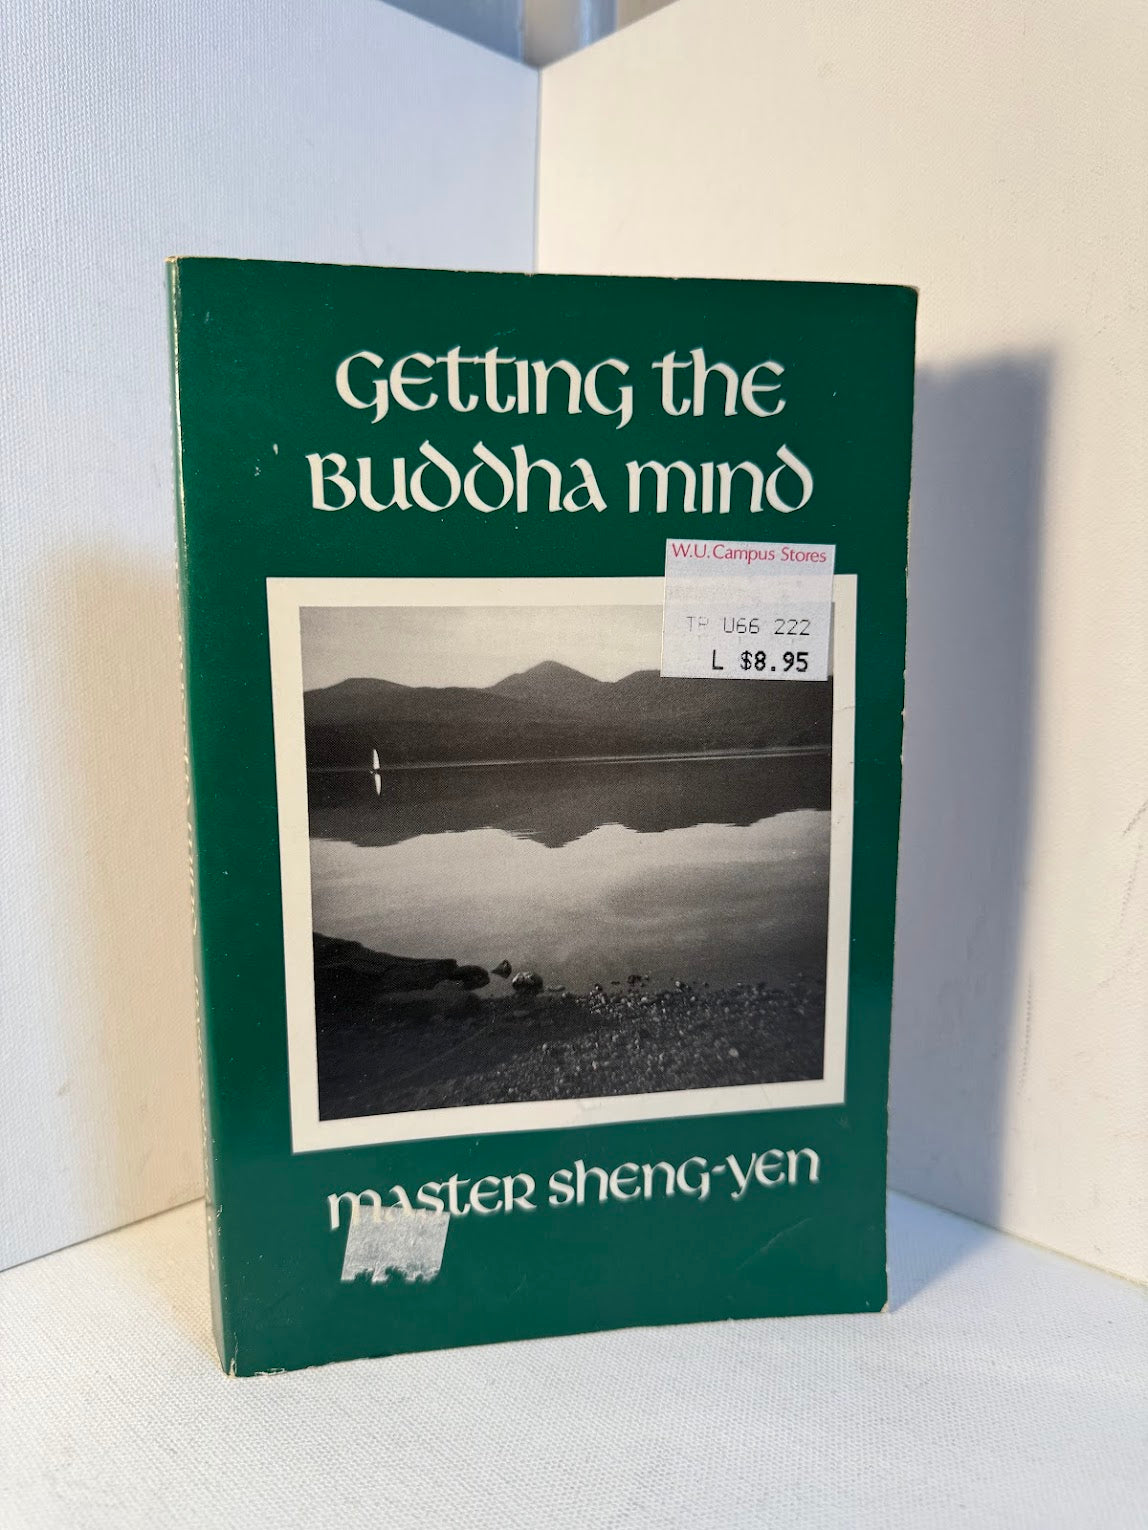 Getting the
Buddha Mind
W.U. Campus Stores
TP U66 222
L $8.95
Master Sheng-Yen